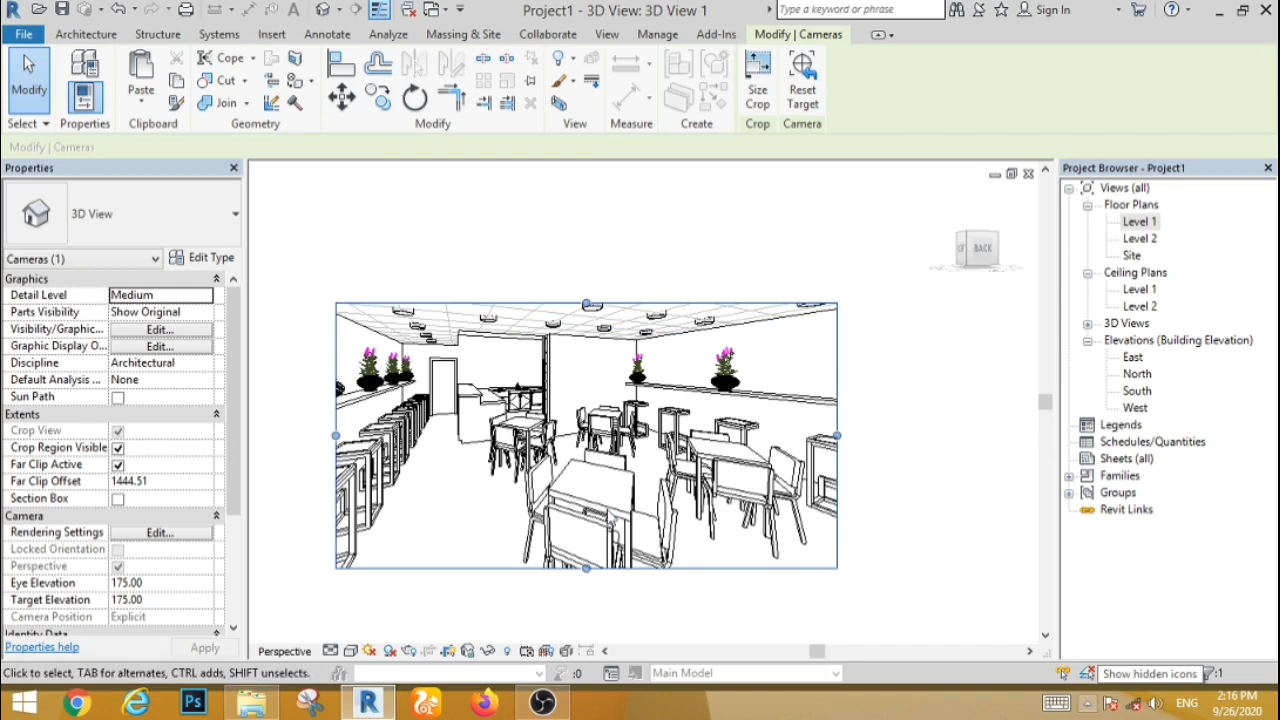 Project1 - 3D View: 3D View 1
Type a keyword or phrase
Sign In
File
Architecture
Structure
Systems
Insert
Annotate
Analyze
Massing & Site
Collaborate
View
Manage
Add-Ins
Modify | Cameras
Modify
Paste
Cope
Cut
Join
Size
Crop
Reset
Target
Select
Properties
Clipboard
Geometry
Modify
View
Measure
Create
Crop
Camera
Modify | Cameras
Properties
3D View
Cameras (1)
Edit Type
Graphics
Detail Level Medium
Parts Visibility Show Original
Visibility/Graphic... Edit...
Graphic Display O... Edit...
Discipline Architectural
Default Analysis ... None
Sun Path
Extents
Crop View
Crop Region Visible
Far Clip Active
Far Clip Offset 1444.51
Section Box
Camera
Rendering Settings Edit...
Locked Orientation
Perspective
Eye Elevation 175.00
Target Elevation 175.00
Camera Position Explicit
Identity Data
Properties help
Apply
BACK
Perspective
Project Browser - Project1
Views (all)
Floor Plans
Level 1
Level 2
Site
Ceiling Plans
Level 1
Level 2
3D Views
Elevations (Building Elevation)
East
North
South
West
Legends
Schedules/Quantities
Sheets (all)
Families
Groups
Revit Links
Click to select, TAB for alternates, CTRL adds, SHIFT unselects.
:0
Main Model
Show hidden icons
:1
Ps
R
ENG
2:16 PM
9/26/2020